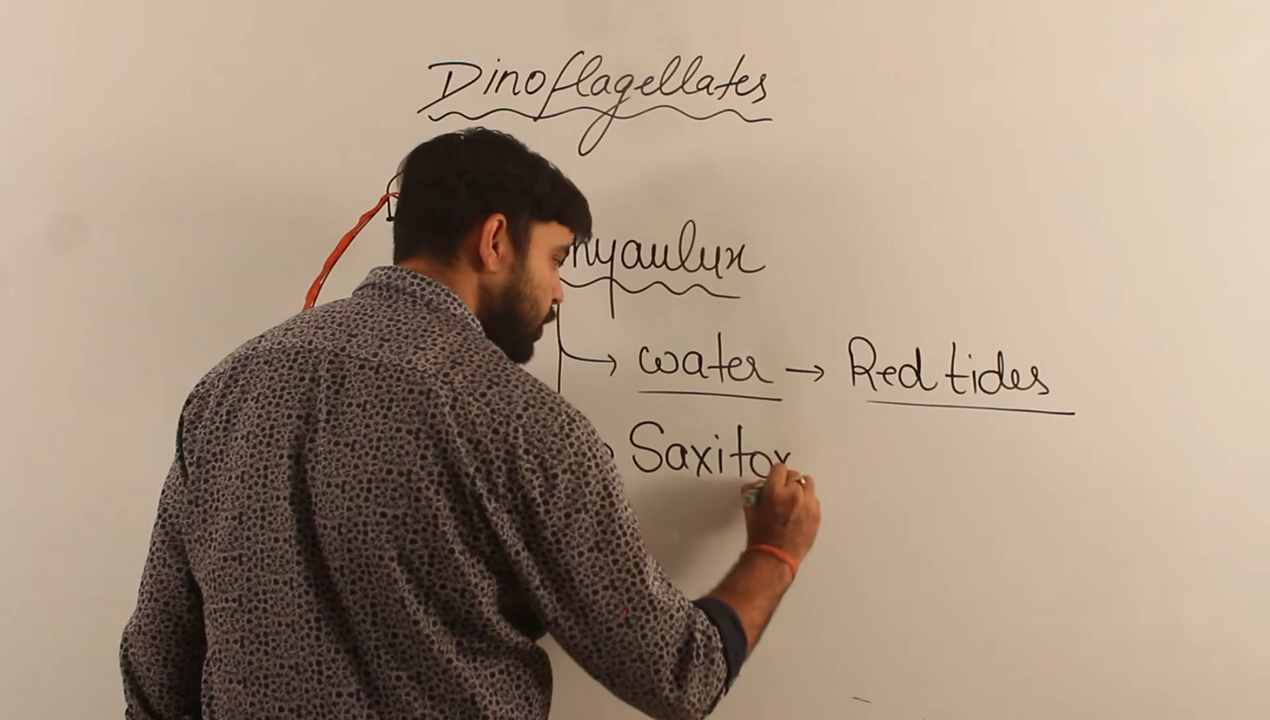 Dinoflagellates
nyaulux
water → Red tides
Saxitox